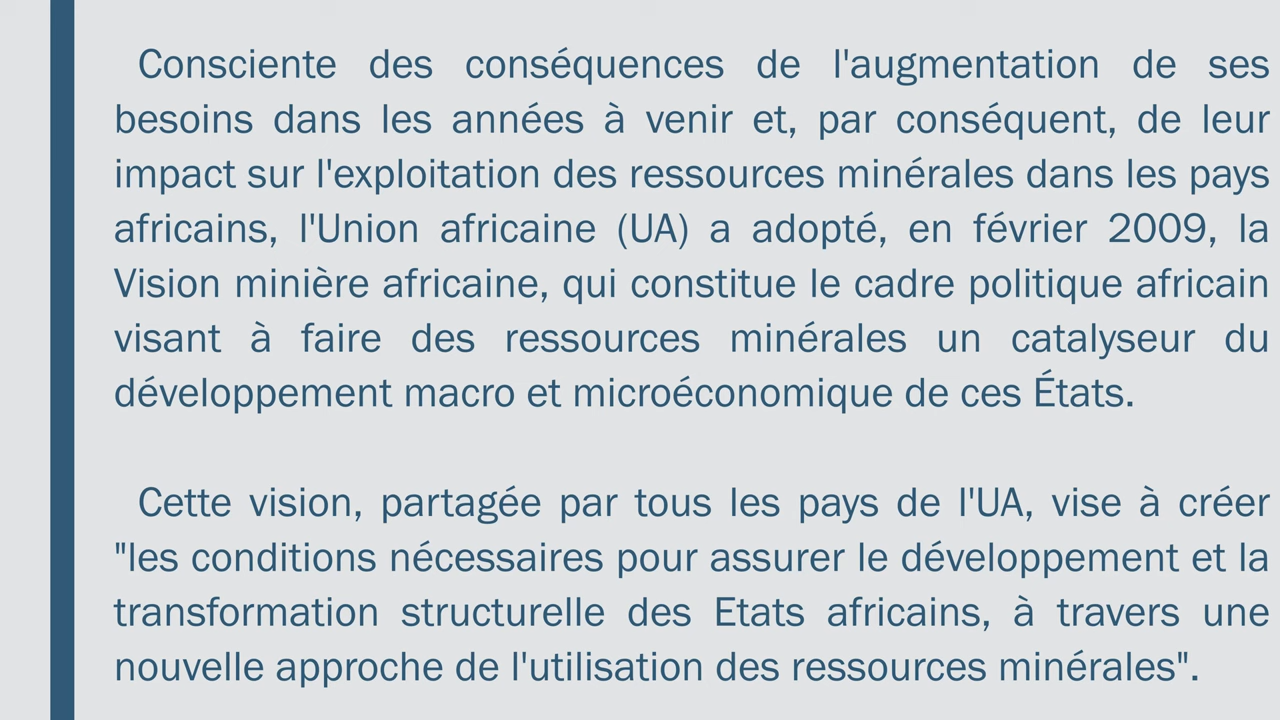 Consciente des conséquences de l'augmentation de ses
besoins dans les années à venir et, par conséquent, de leur
impact sur l'exploitation des ressources minérales dans les pays
africains, l'Union africaine (UA) a adopté, en février 2009, la
Vision minière africaine, qui constitue le cadre politique africain
visant à faire des ressources minérales un catalyseur du
développement macro et microéconomique de ces États.
Cette vision, partagée par tous les pays de l'UA, vise à créer
"les conditions nécessaires pour assurer le développement et la
transformation structurelle des Etats africains, à travers une
nouvelle approche de l'utilisation des ressources minérales".